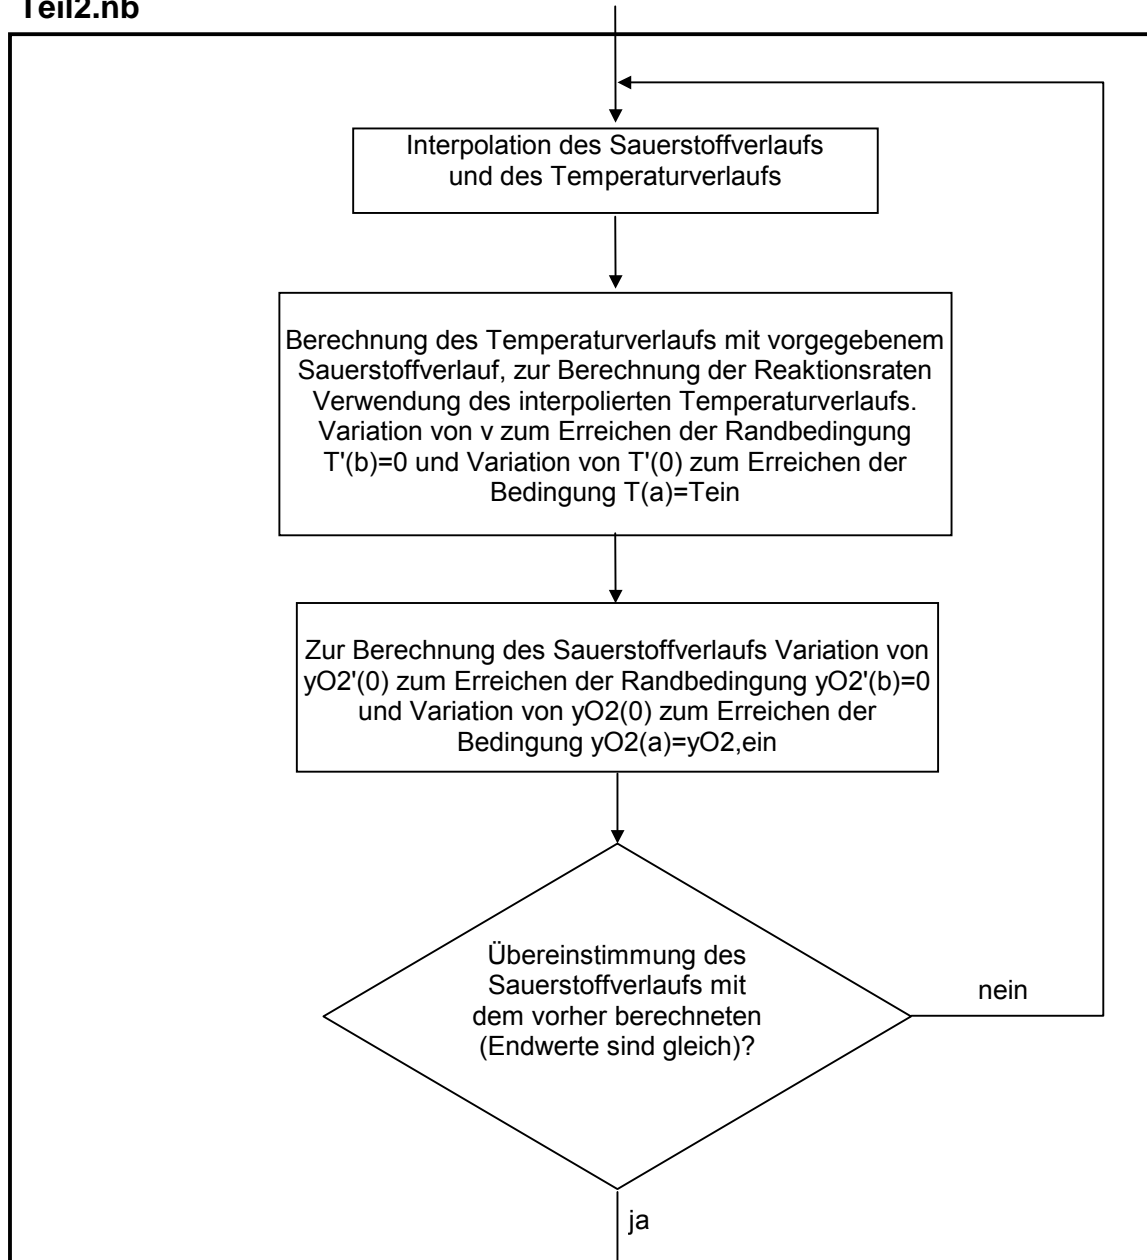 Teil2.nb
Interpolation des Sauerstoffverlaufs
und des Temperaturverlaufs
Berechnung des Temperaturverlaufs mit vorgegebenem
Sauerstoffverlauf, zur Berechnung der Reaktionsraten
Verwendung des interpolierten Temperaturverlaufs.
Variation von v zum Erreichen der Randbedingung
T'(b)=0 und Variation von T'(0) zum Erreichen der
Bedingung T(a)=Tein
Zur Berechnung des Sauerstoffverlaufs Variation von
yO2'(0) zum Erreichen der Randbedingung yO2'(b)=0
und Variation von yO2(0) zum Erreichen der
Bedingung yO2(a)=yO2,ein
Übereinstimmung des
Sauerstoffverlaufs mit
dem vorher berechneten
(Endwerte sind gleich)?
nein
ja